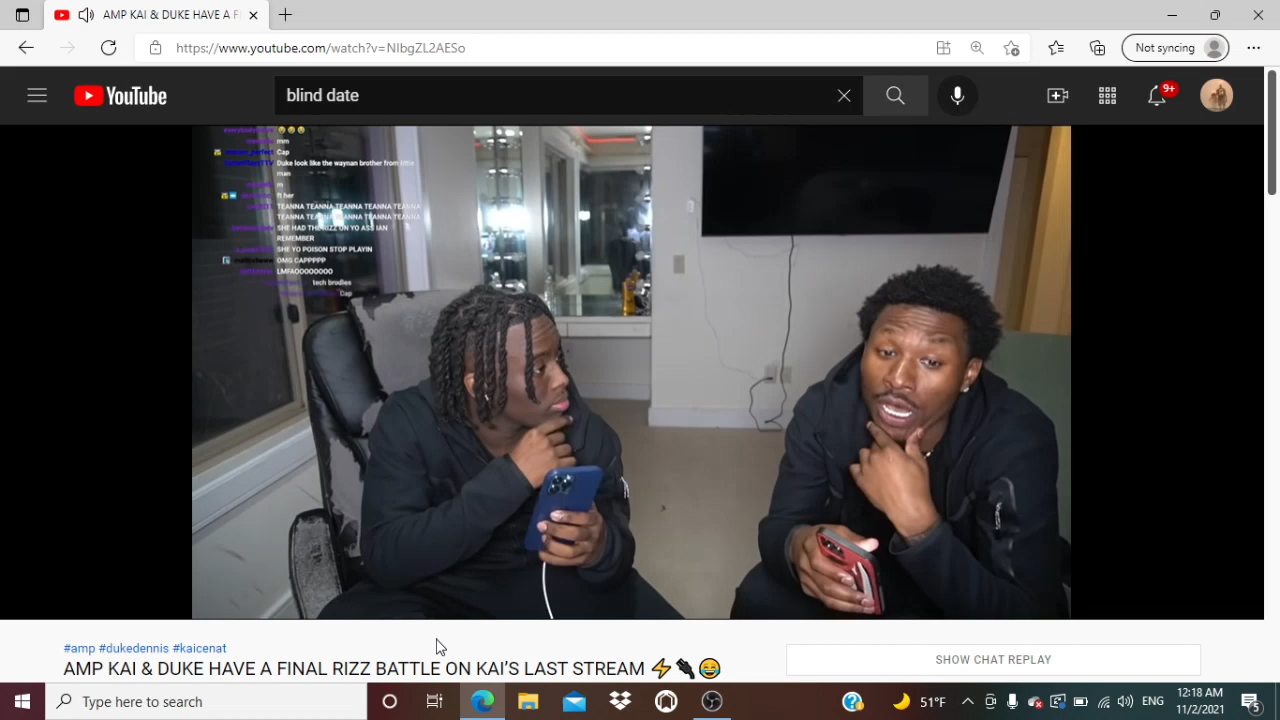 AMP KAI & DUKE HAVE A F
https://www.youtube.com/watch?v=NIbgZL2AESo
Not syncing
YouTube
blind date
9+
mm
Cap
Duke look like the waynan brother from little
man
m
ft her
TEANNA TEANNA TEANNA TEANNA TEANNA
TEANNA TEANNA TEANNA TEANNA TEANNA
SHE HAD THE RIZZ ON YO ASS IAN
REMEMBER
SHE YO POISON STOP PLAYIN
OMG CAPPPPP
LMFAOOOOOOO
tech brodies
Cap
#amp #dukedennis #kaicenat
AMP KAI & DUKE HAVE A FINAL RIZZ BATTLE ON KAI'S LAST STREAM ⚡🔌😂
SHOW CHAT REPLAY
Type here to search
51°F
ENG
12:18 AM
11/2/2021
5